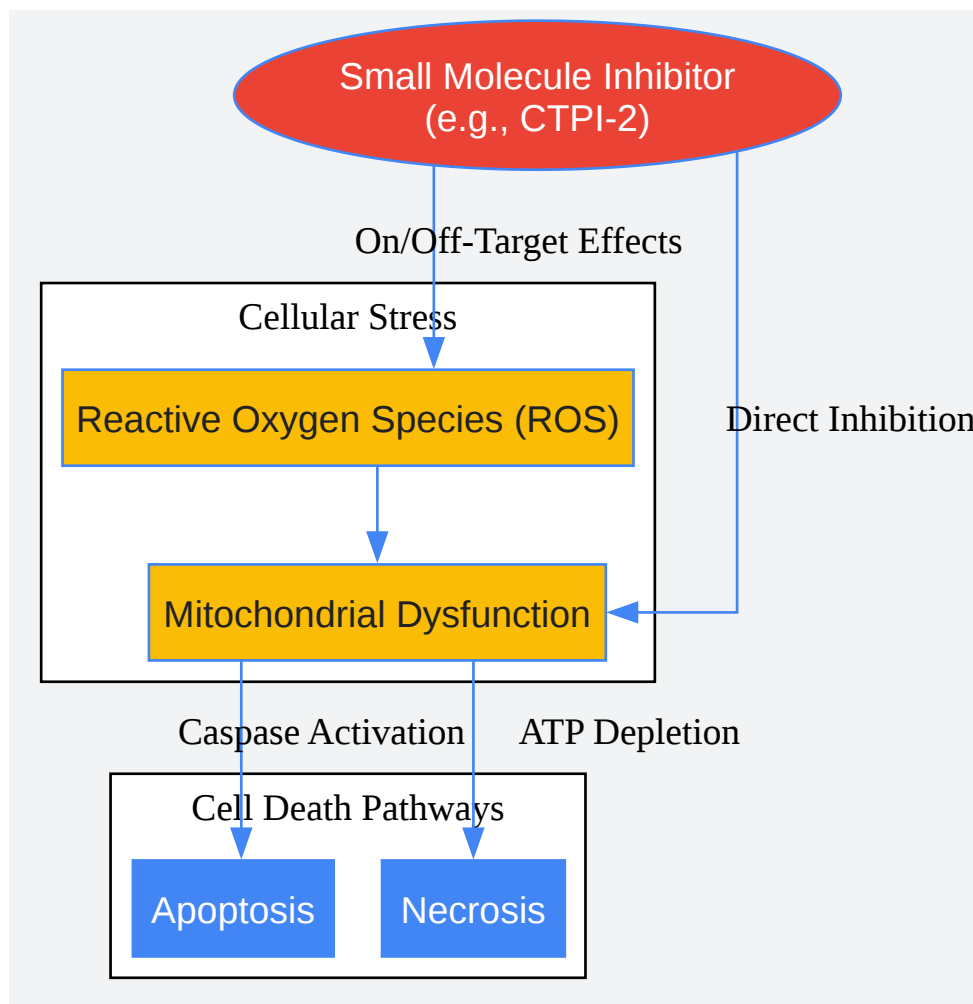 Small Molecule Inhibitor
(e.g., CTPI-2)
On/Off-Target Effects
Cellular Stress
Reactive Oxygen Species (ROS)
Direct Inhibition
Mitochondrial Dysfunction
Caspase Activation
ATP Depletion
Cell Death Pathways
Apoptosis
Necrosis